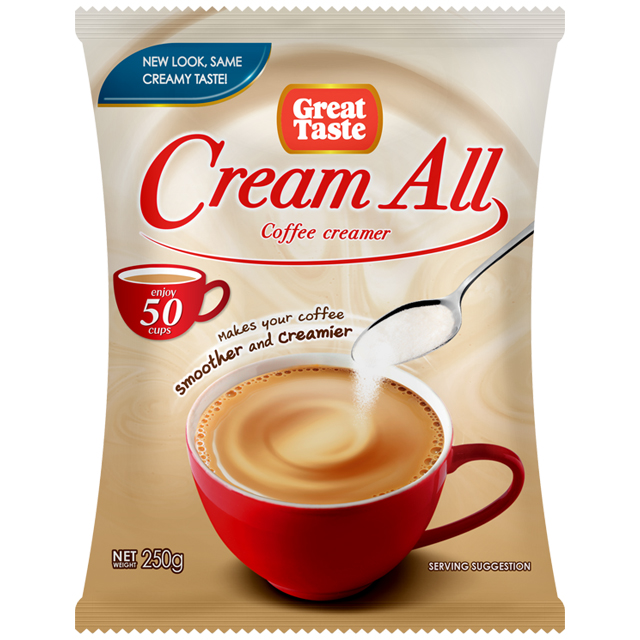 NEW LOOK, SAME
CREAMY TASTE!
Great
Taste
Cream All
Coffee creamer
enjoy
50
cups
Makes your coffee
smoother and creamier
NET
WEIGHT 250g
SERVING SUGGESTION